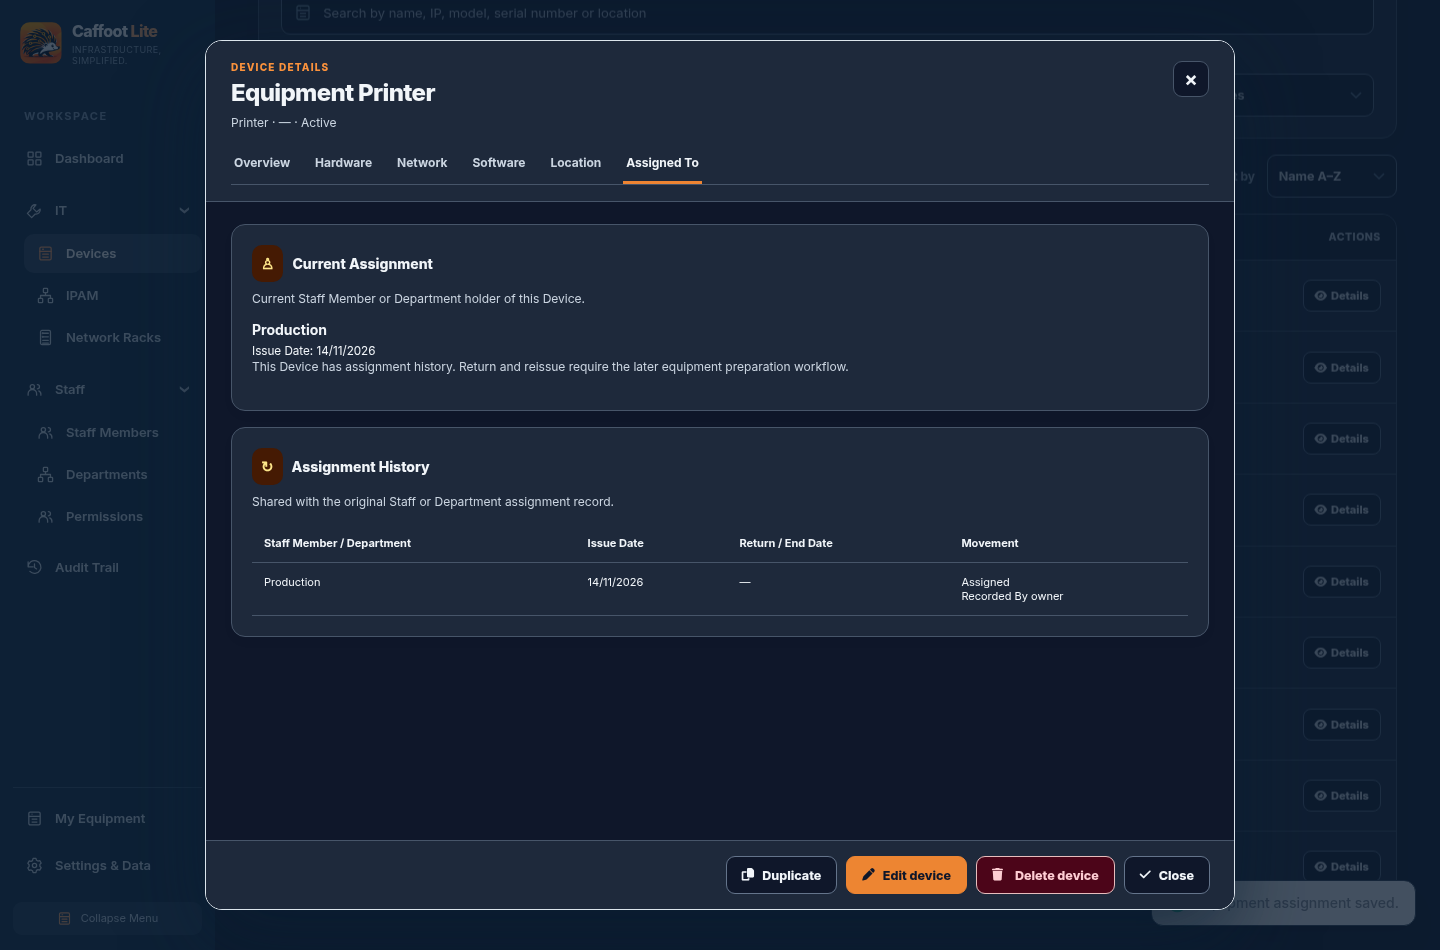 Caffoot Lite
INFRASTRUCTURE,
SIMPLIFIED.
WORKSPACE
Dashboard
IT
Devices
IPAM
Network Racks
Staff
Staff Members
Departments
Permissions
Audit Trail
My Equipment
Settings & Data
Collapse Menu
Search by name, IP, model, serial number or location
by
Name A–Z
ACTIONS
Details
Details
Details
Details
Details
Details
Details
Details
Details
DEVICE DETAILS
Equipment Printer
Printer · — · Active
Overview Hardware Network Software Location Assigned To
Current Assignment
Current Staff Member or Department holder of this Device.
Production
Issue Date: 14/11/2026
This Device has assignment history. Return and reissue require the later equipment preparation workflow.
Assignment History
Shared with the original Staff or Department assignment record.
Staff Member / Department Issue Date Return / End Date Movement
Production 14/11/2026 — Assigned
Recorded By owner
Duplicate Edit device Delete device Close
assignment saved.